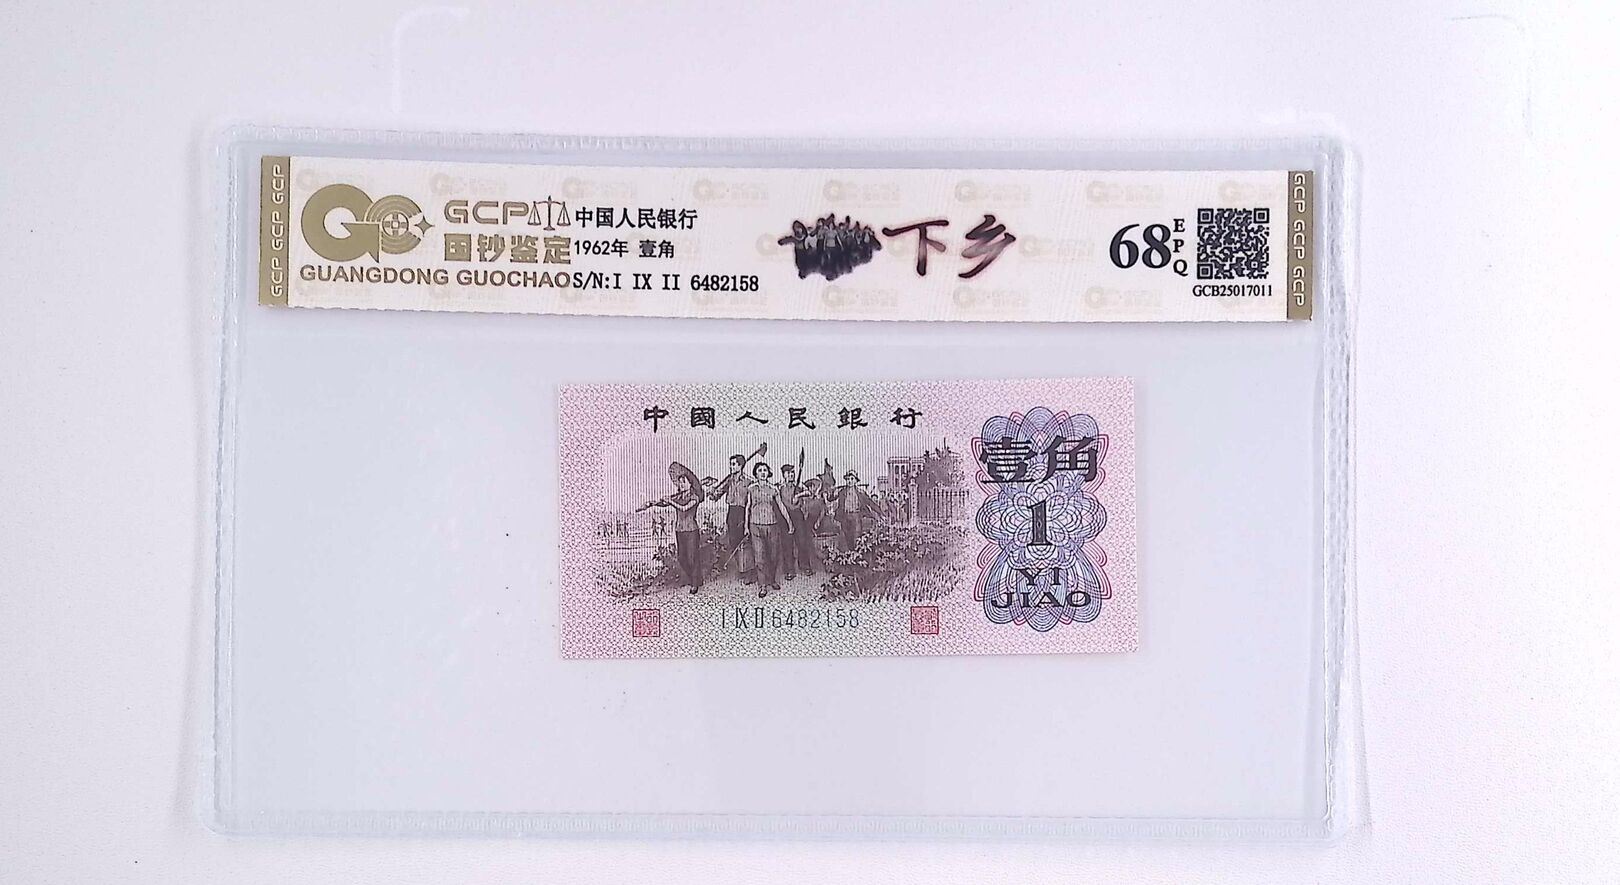 GCP GCP GCP
GCP
国钞鉴定
GUANGDONG GUOCHAO
中国人民银行
1962年 壹角
S/N:I IX II 6482158
下乡
68 EPQ
GCB25017011
GCP GCP GCP
中國人民銀行
壹角
1
YI
JIAO
I IX II 6482158